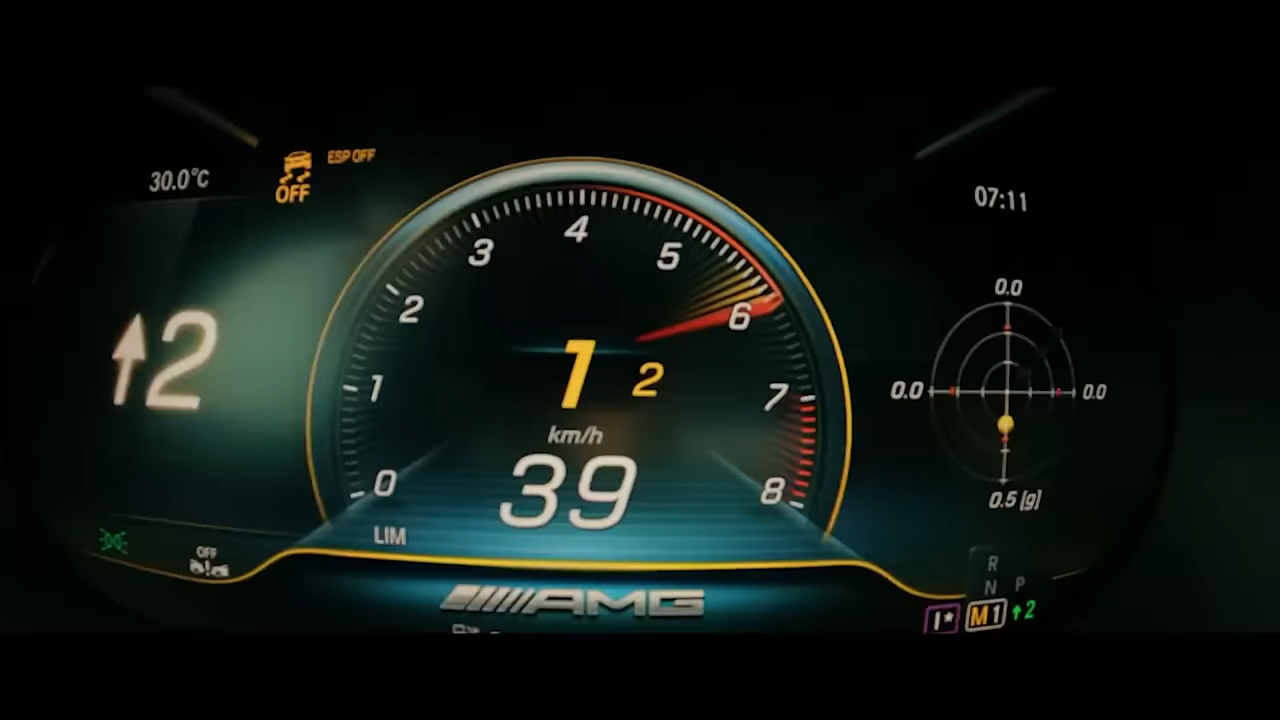 30.0°C
OFF
ESP OFF
07:11
↑2
0
1
2
3
4
5
6
7
8
1 2
km/h
39
LIM
0.0
0.0
0.0
0.5 [g]
OFF
AMG
R
N P
I* M1 ↑2